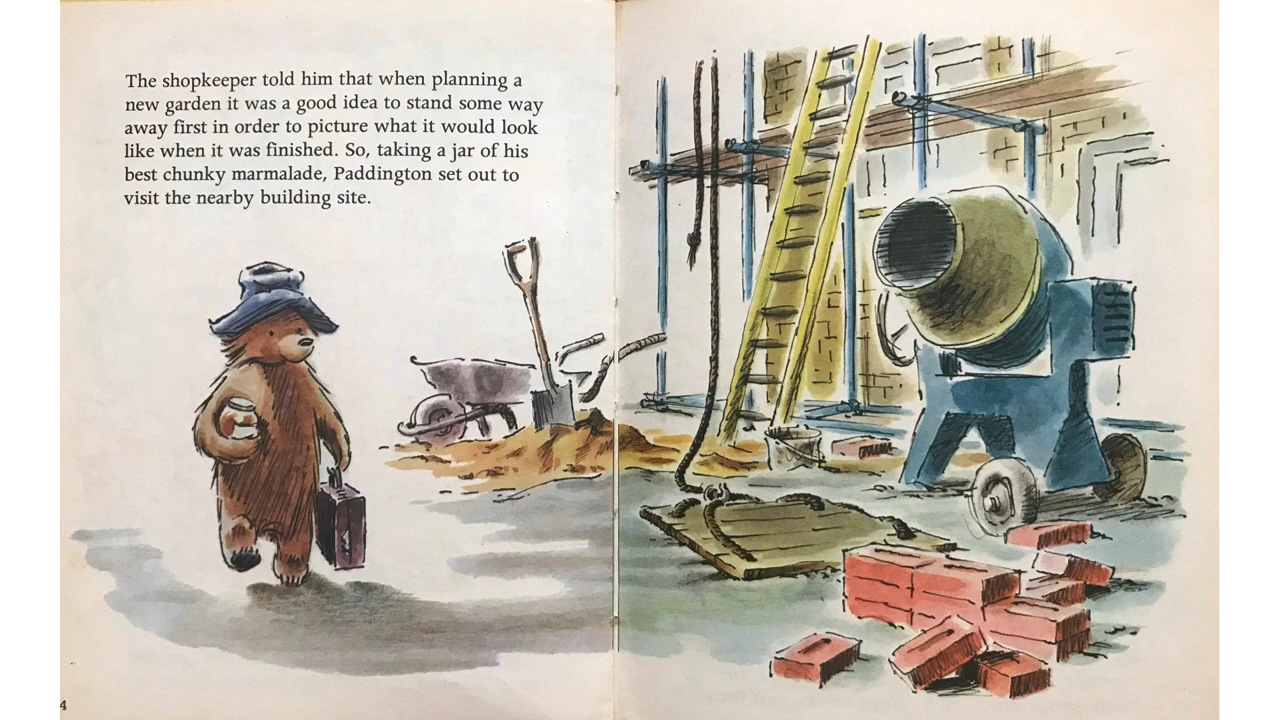 The shopkeeper told him that when planning a
new garden it was a good idea to stand some way
away first in order to picture what it would look
like when it was finished. So, taking a jar of his
best chunky marmalade, Paddington set out to
visit the nearby building site.
4